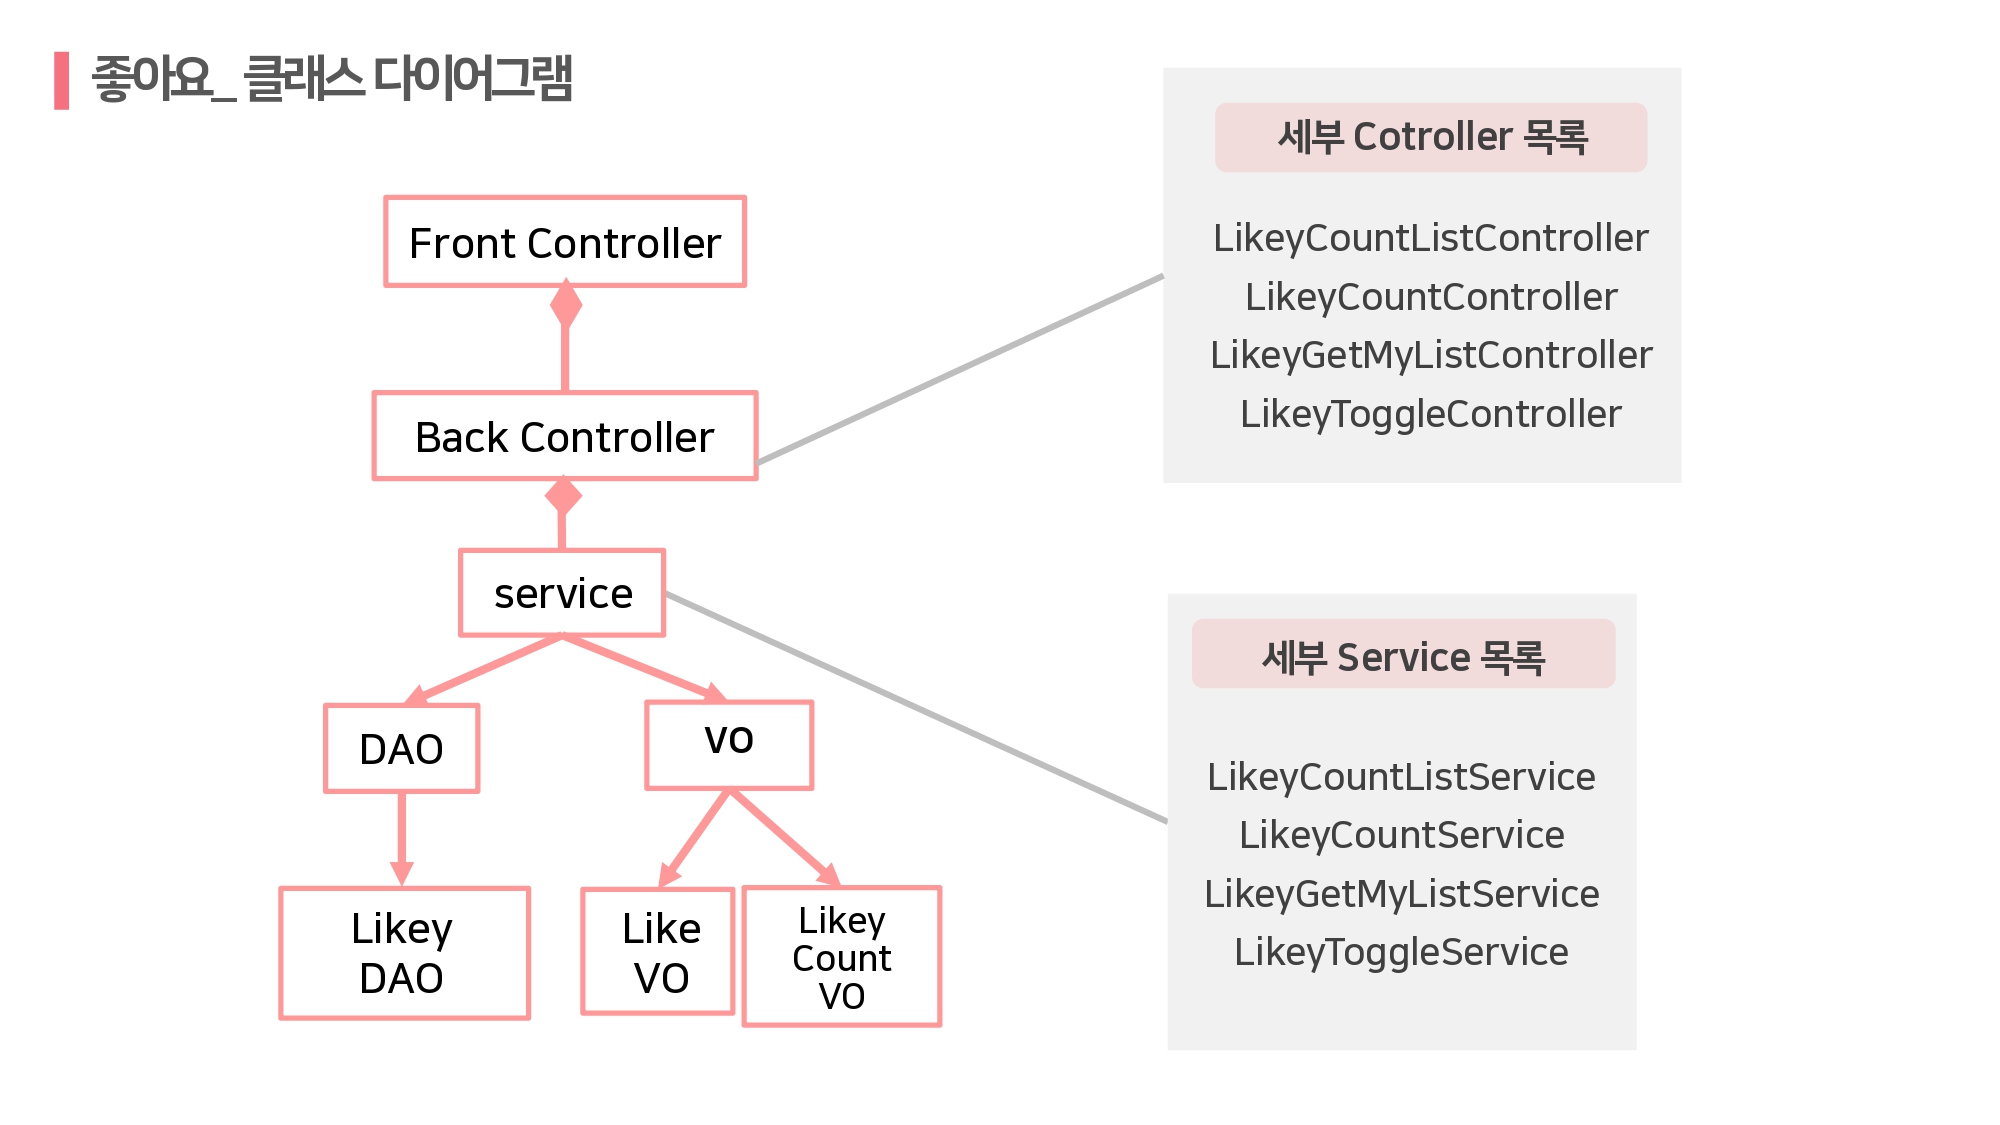 좋아요_ 클래스 다이어그램
Front Controller
Back Controller
service
DAO
vo
Likey
DAO
Like
VO
Likey
Count
VO
세부 Cotroller 목록
LikeyCountListController
LikeyCountController
LikeyGetMyListController
LikeyToggleController
세부 Service 목록
LikeyCountListService
LikeyCountService
LikeyGetMyListService
LikeyToggleService